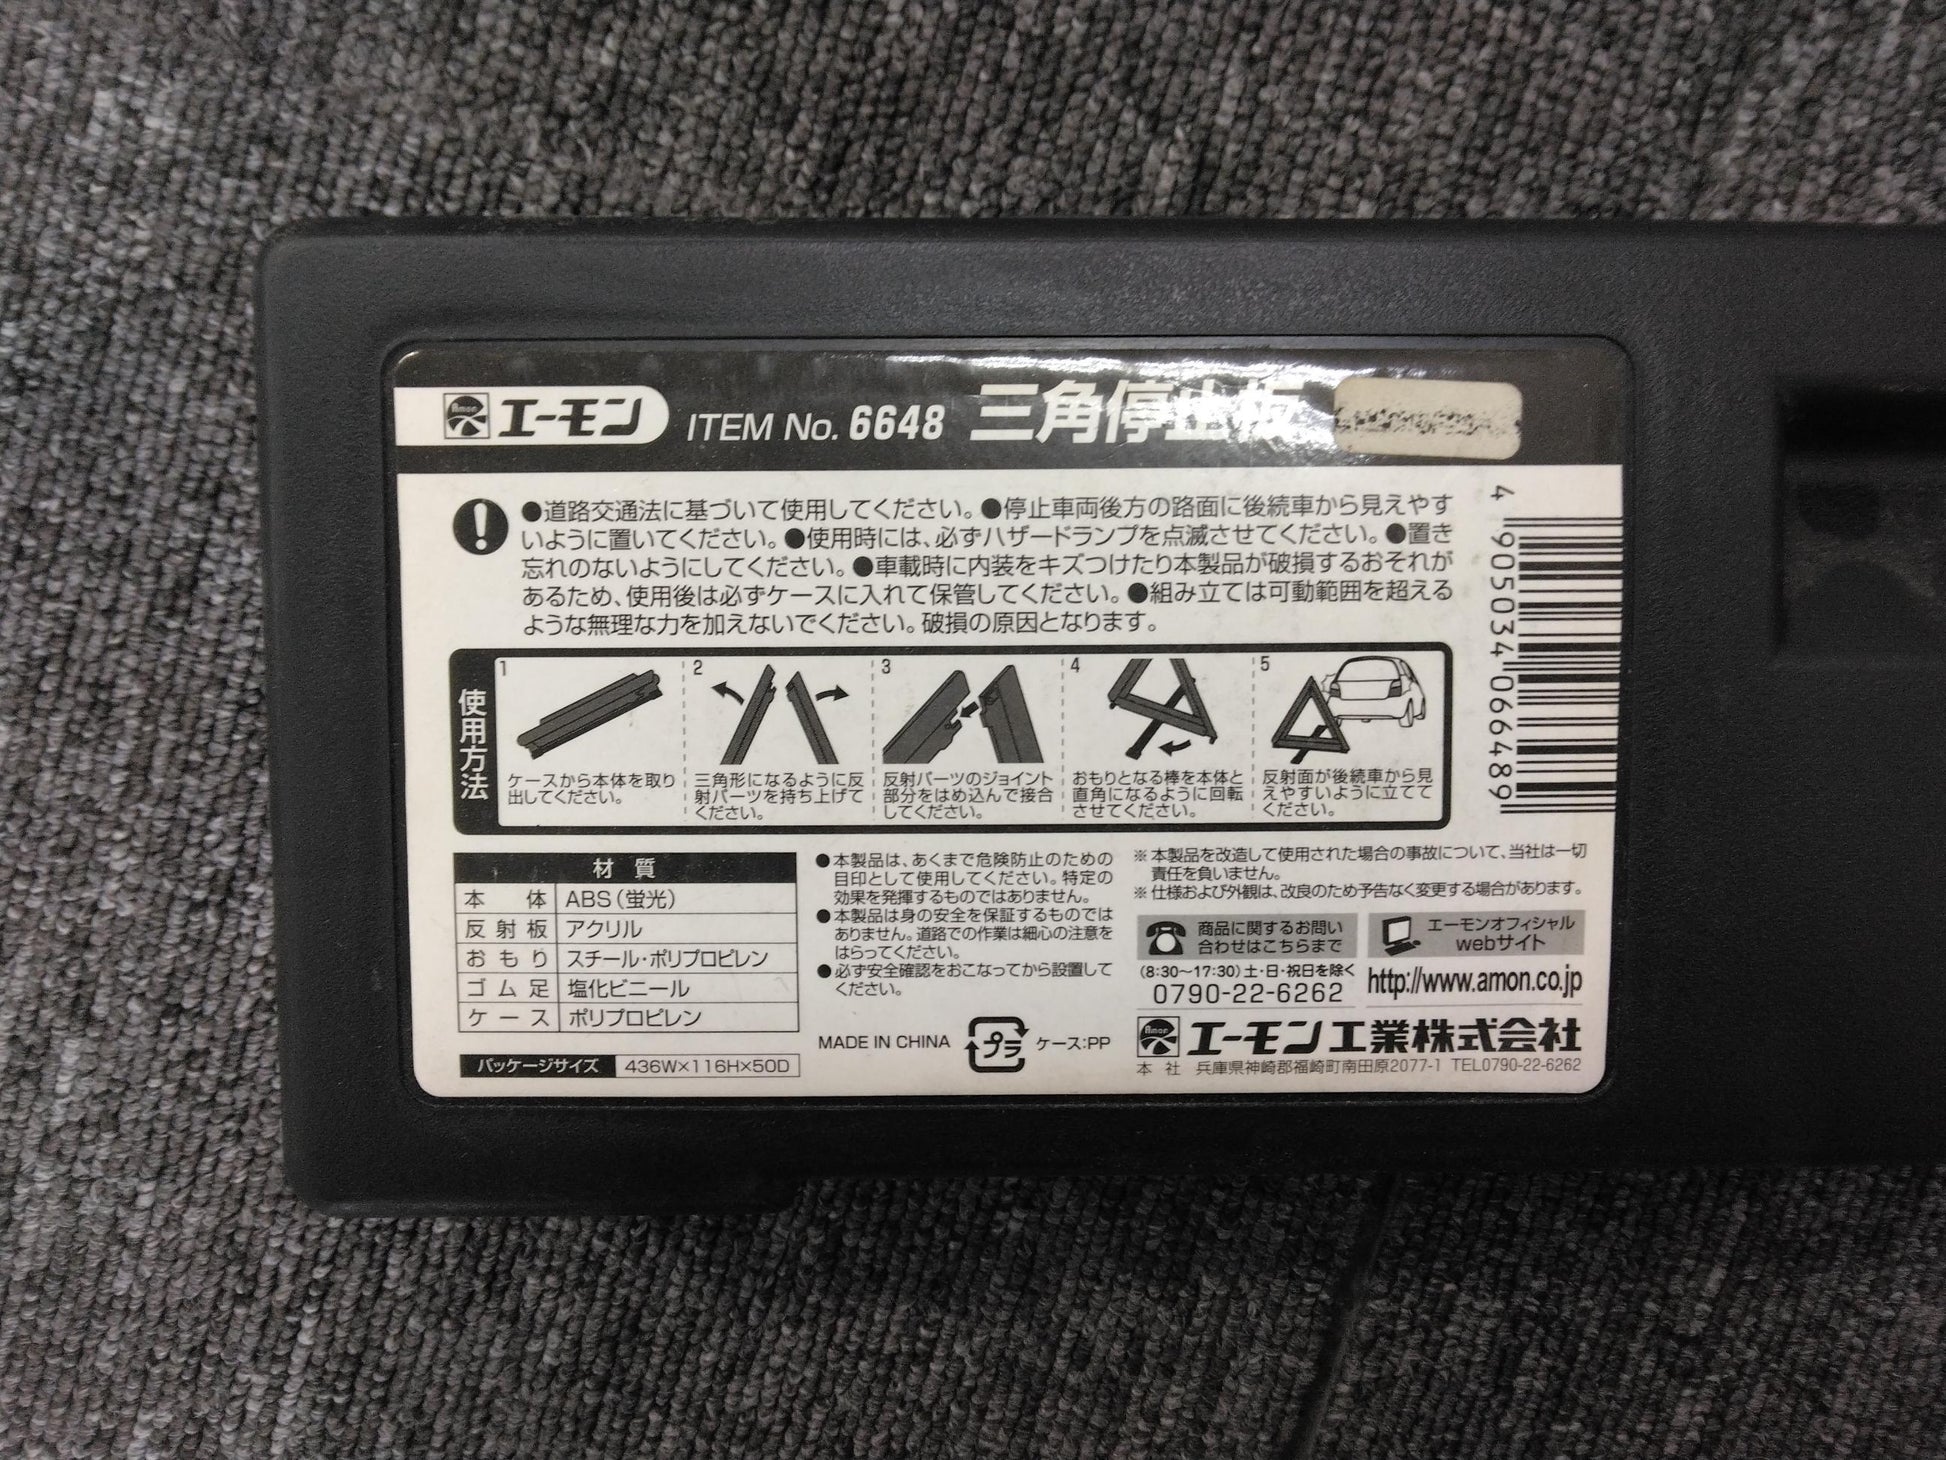 Amon エーモン ITEM No. 6648 三角停止板
●道路交通法に基づいて使用してください。●停止車両後方の路面に後続車から見えやす
いように置いてください。●使用時には、必ずハザードランプを点滅させてください。●置き
忘れのないようにしてください。●車載時に内装をキズつけたり本製品が破損するおそれが
あるため、使用後は必ずケースに入れて保管してください。●組み立ては可動範囲を超える
ような無理な力を加えないでください。破損の原因となります。
4 905034 066489
使用方法
1
ケースから本体を取り
出してください。
2
三角形になるように反
射パーツを持ち上げて
ください。
3
反射パーツのジョイント
部分をはめ込んで接合
してください。
4
おもりとなる棒を本体と
直角になるように回転
させてください。
5
反射面が後続車から見
えやすいように立てて
ください。
材質
本体 ABS(蛍光)
反射板 アクリル
おもり スチール・ポリプロピレン
ゴム足 塩化ビニール
ケース ポリプロピレン
パッケージサイズ 436W×116H×50D
●本製品は、あくまで危険防止のための
目印として使用してください。特定の
効果を発揮するものではありません。
●本製品は身の安全を保証するものでは
ありません。道路での作業は細心の注意を
はらってください。
●必ず安全確認をおこなってから設置して
ください。
MADE IN CHINA プラ ケース:PP
※本製品を改造して使用された場合の事故について、当社は一切
責任を負いません。
※仕様および外観は、改良のため予告なく変更する場合があります。
商品に関するお問い
合わせはこちらまで
(8:30〜17:30)土・日・祝日を除く
0790-22-6262
エーモンオフィシャル
webサイト
http://www.amon.co.jp
Amon エーモン工業株式会社
本社 兵庫県神崎郡福崎町南田原2077-1 TEL0790-22-6262